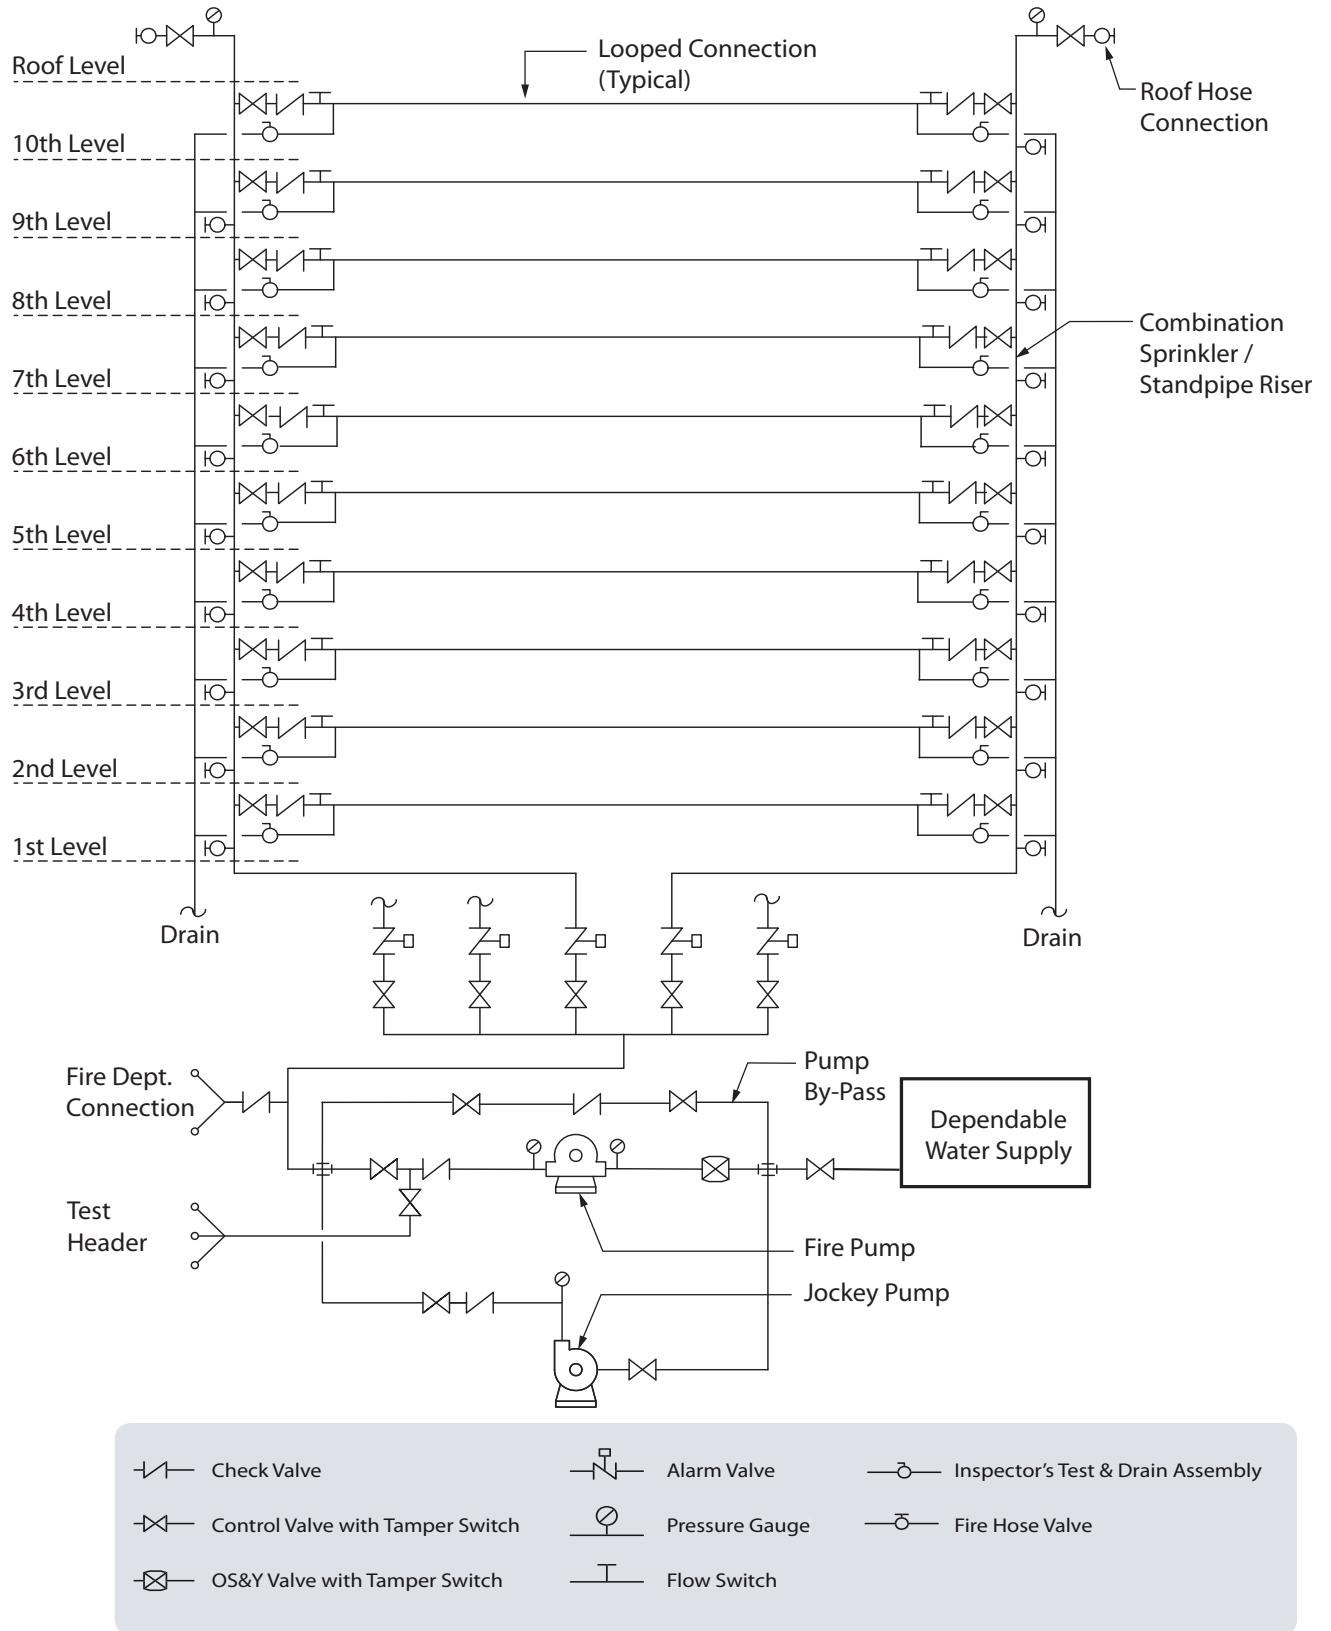 Roof Level
Looped Connection
(Typical)
Roof Hose
Connection
10th Level
9th Level
8th Level
Combination
Sprinkler /
Standpipe Riser
7th Level
6th Level
5th Level
4th Level
3rd Level
2nd Level
1st Level
Drain
Drain
Fire Dept.
Connection
Pump
By-Pass
Dependable
Water Supply
Test
Header
Fire Pump
Jockey Pump
Check Valve
Alarm Valve
Inspector’s Test & Drain Assembly
Control Valve with Tamper Switch
Pressure Gauge
Fire Hose Valve
OS&Y Valve with Tamper Switch
Flow Switch